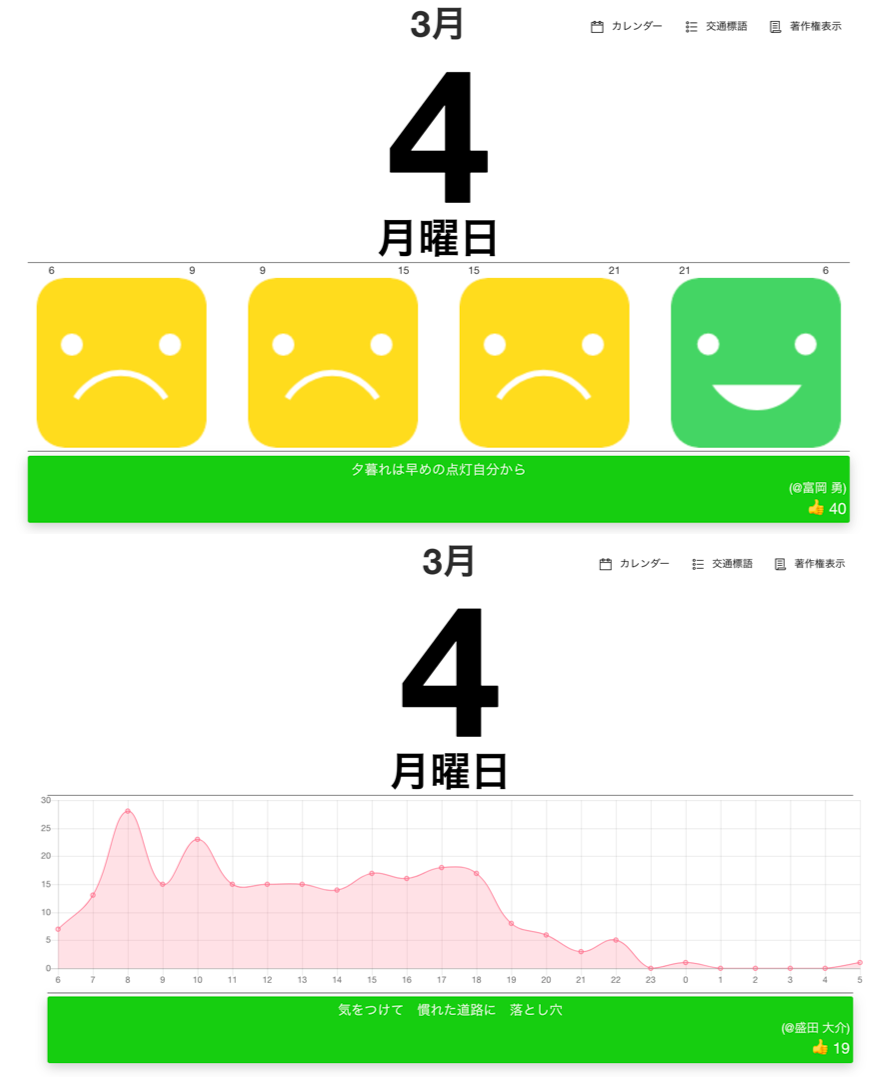 3月
カレンダー 交通標語 著作権表示
4
月曜日
6 9 9 15 15 21 21 6
夕暮れは早めの点灯自分から
(@富岡 勇)
👍 40
3月
カレンダー 交通標語 著作権表示
4
月曜日
30
25
20
15
10
5
0
6 7 8 9 10 11 12 13 14 15 16 17 18 19 20 21 22 23 0 1 2 3 4 5
気をつけて　慣れた道路に　落とし穴
(@盛田 大介)
👍 19